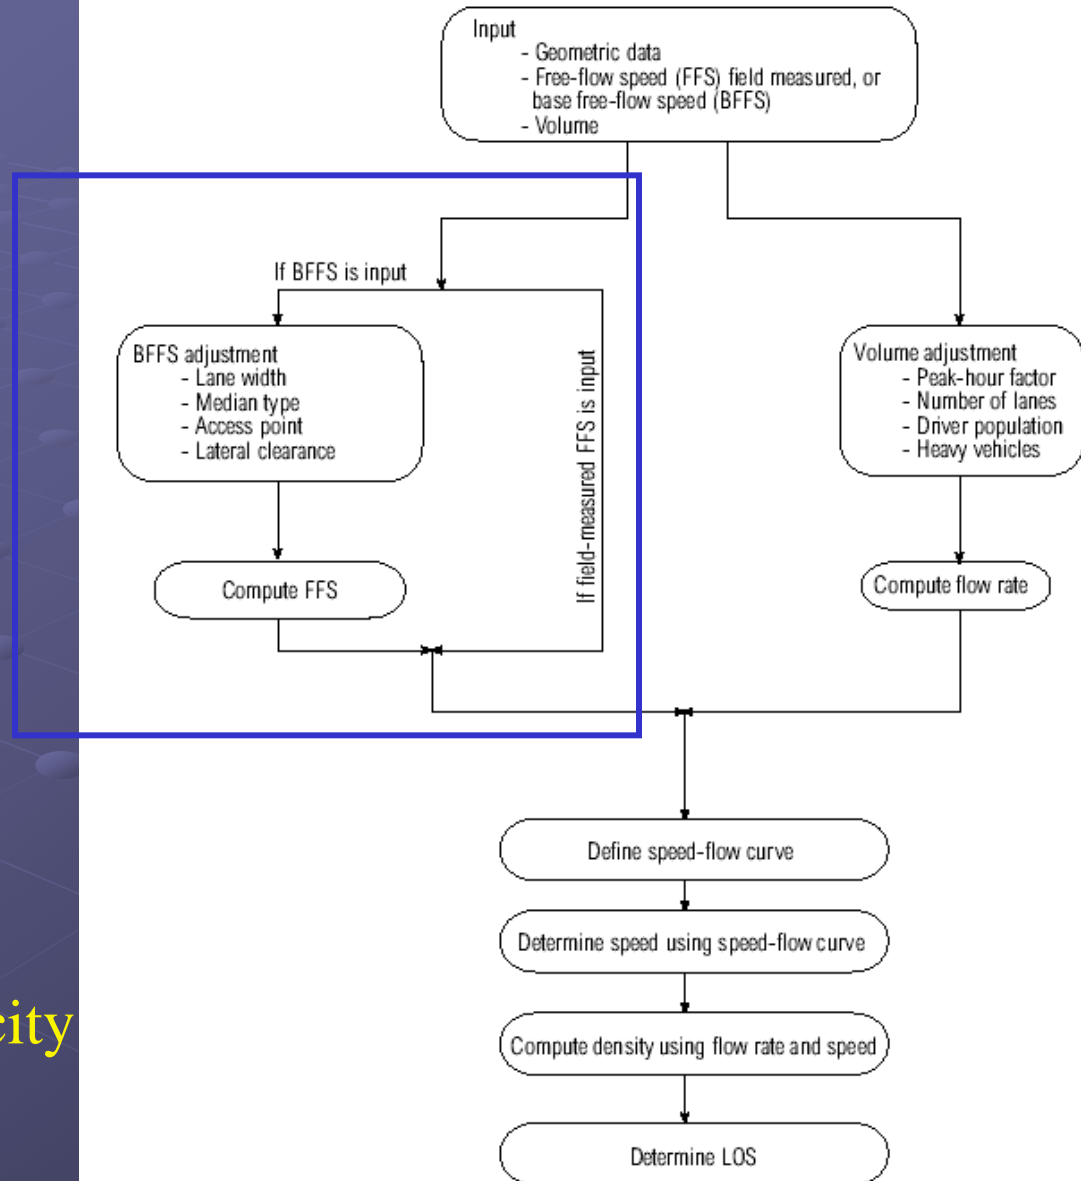 Input
- Geometric data
- Free-flow speed (FFS) field measured, or
base free-flow speed (BFFS)
- Volume
If BFFS is input
BFFS adjustment
- Lane width
- Median type
- Access point
- Lateral clearance
If field-measured FFS is input
Volume adjustment
- Peak-hour factor
- Number of lanes
- Driver population
- Heavy vehicles
Compute FFS
Compute flow rate
Define speed-flow curve
Determine speed using speed-flow curve
city
Compute density using flow rate and speed
Determine LOS